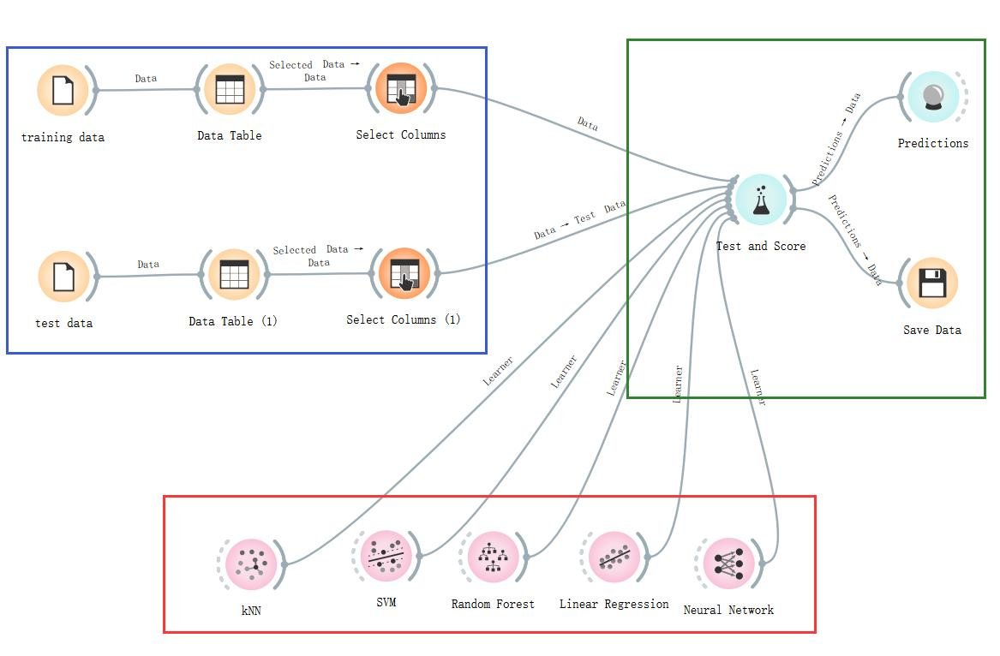 Data
Selected Data →
Data
training data
Data Table
Select Columns
Data
Data → Test Data
Data
Selected Data →
Data
test data
Data Table (1)
Select Columns (1)
Predictions → Data
Predictions
Test and Score
Predictions → Data
Save Data
Learner
Learner
Learner
Learner
Learner
kNN
SVM
Random Forest
Linear Regression
Neural Network